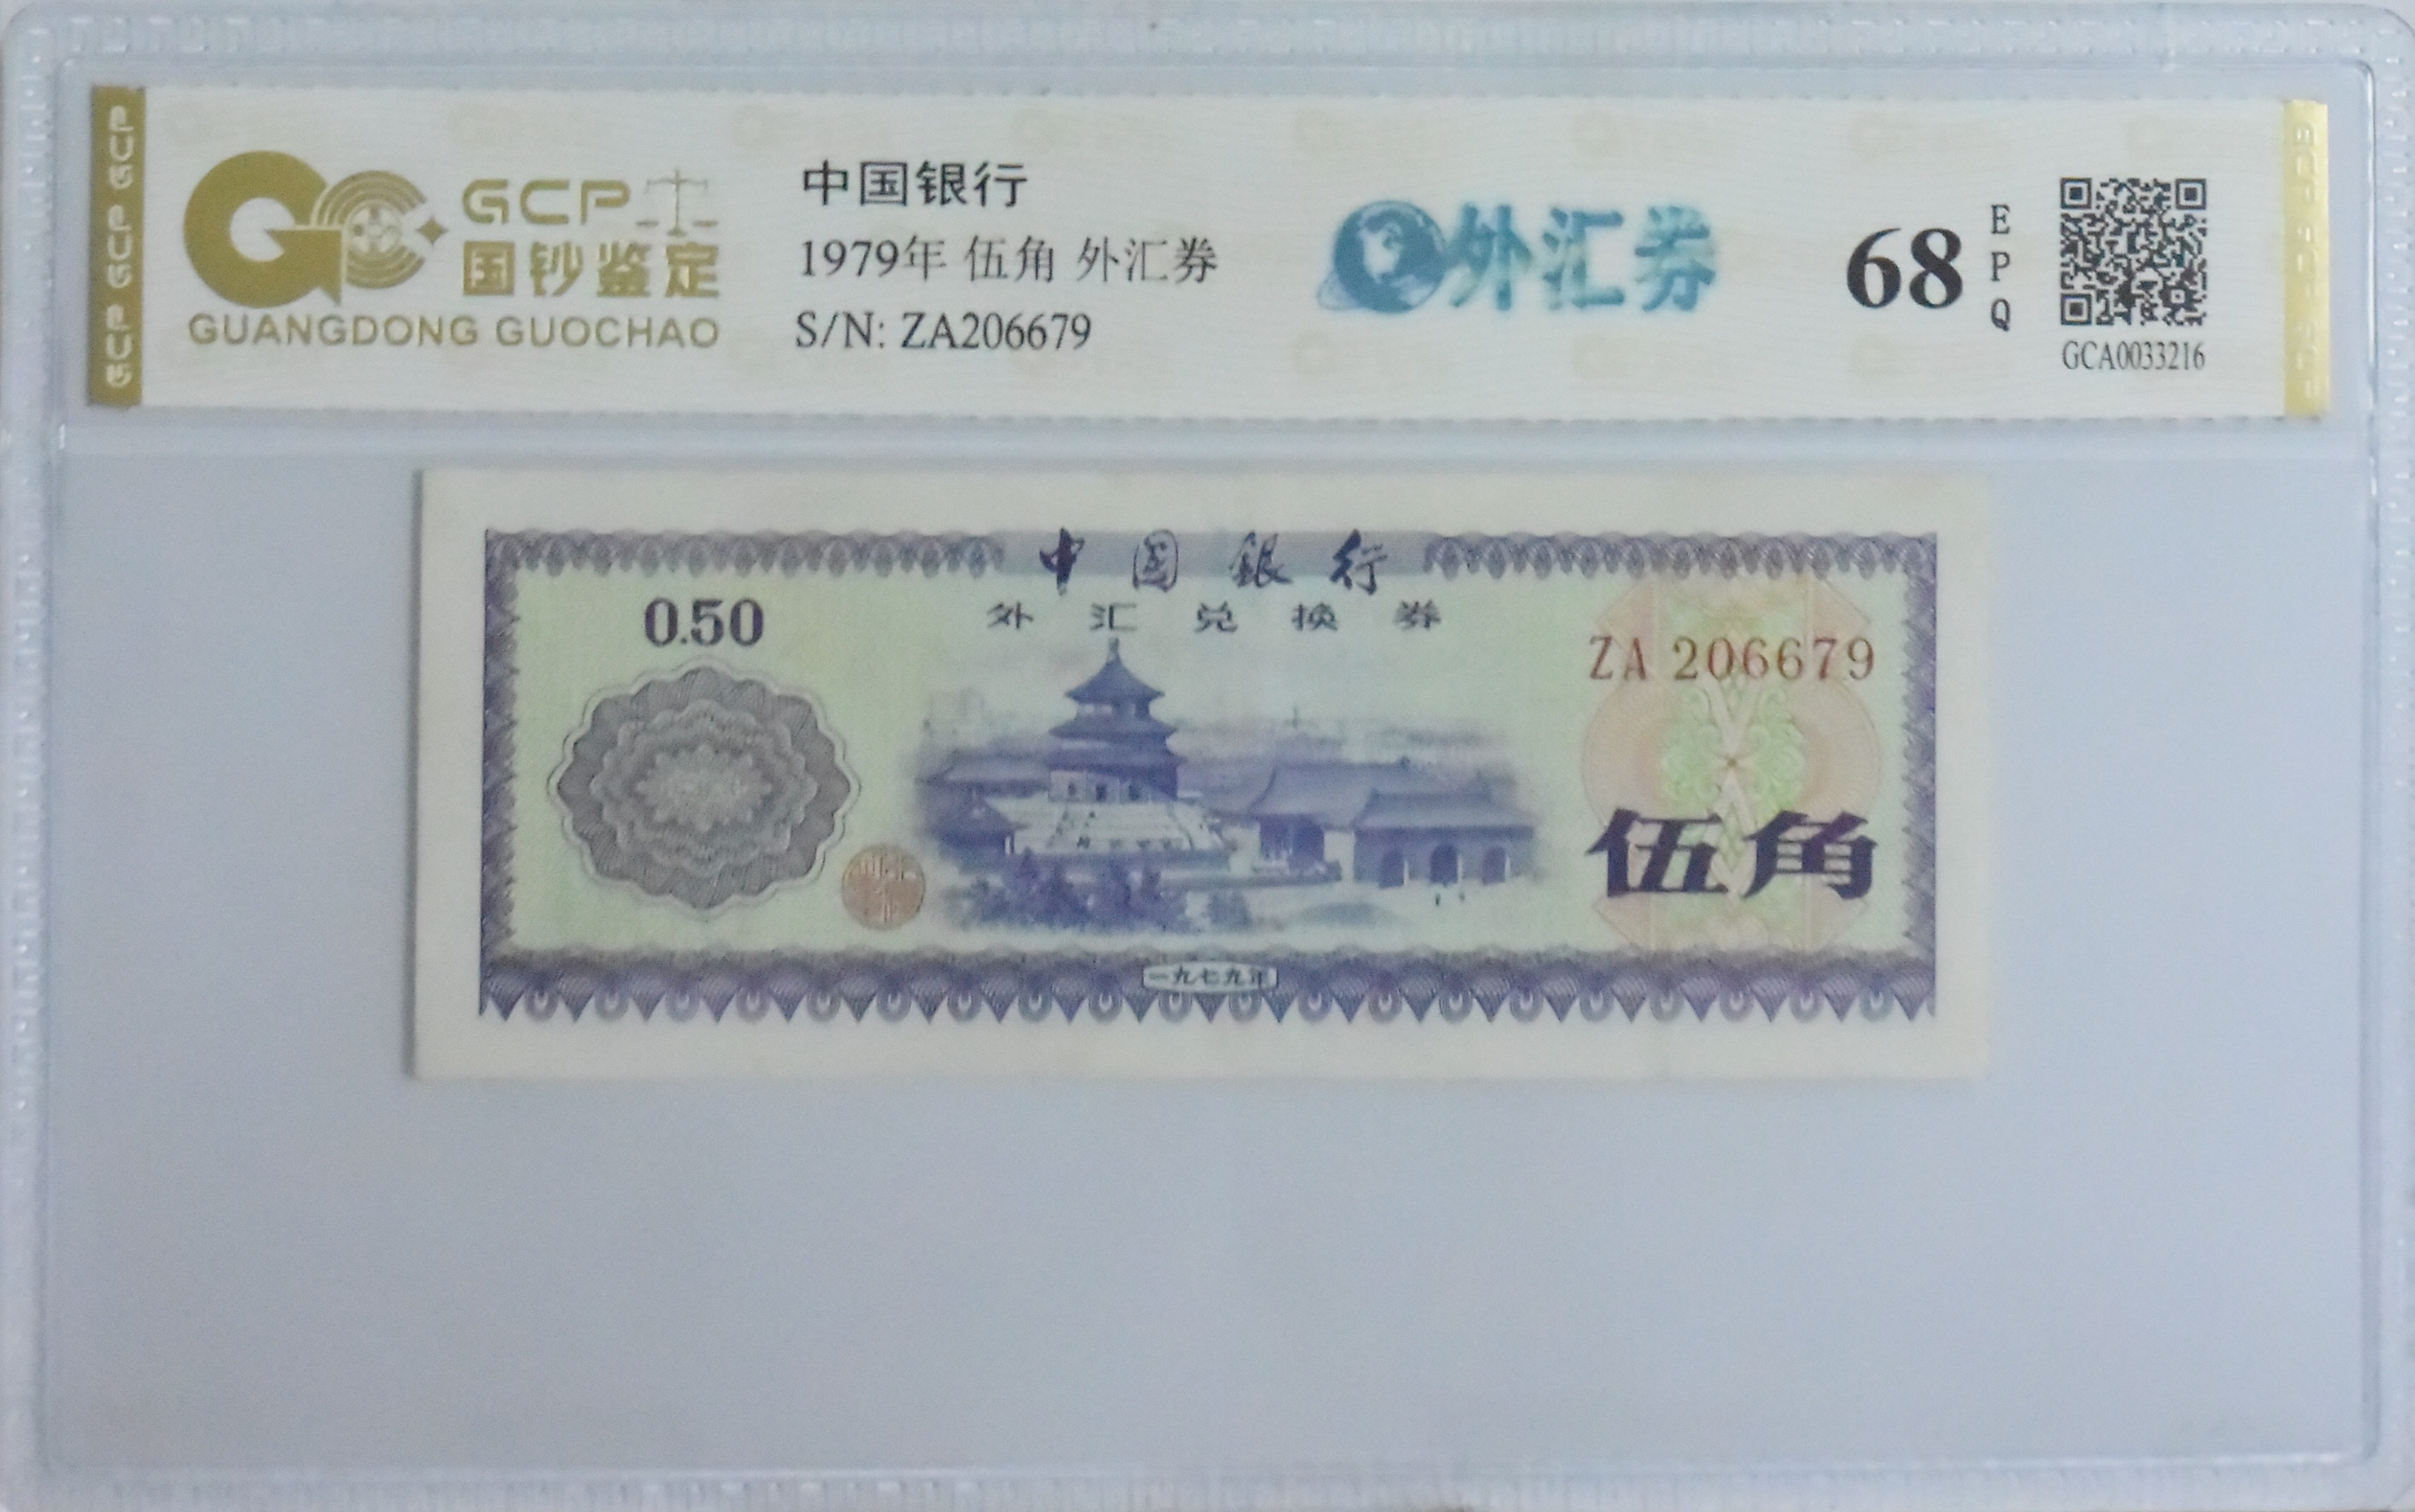 GCP GCP GCP
GCP
国钞鉴定
GUANGDONG GUOCHAO
中国银行
1979年 伍角 外汇券
S/N: ZA206679
外汇券
68
E
P
Q
GCA0033216
中國銀行
外汇兑换券
0.50
ZA 206679
伍角
一九七九年